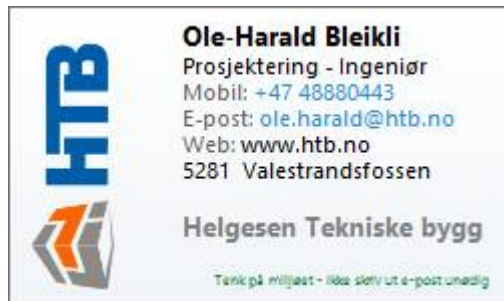 HTB
Ole-Harald Bleikli
Prosjektering - Ingeniør
Mobil: +47 48880443
E-post: ole.harald@htb.no
Web: www.htb.no
5281 Valestrandsfossen
Helgesen Tekniske bygg
Tenk på miljøet - ikke skriv ut e-post unødig